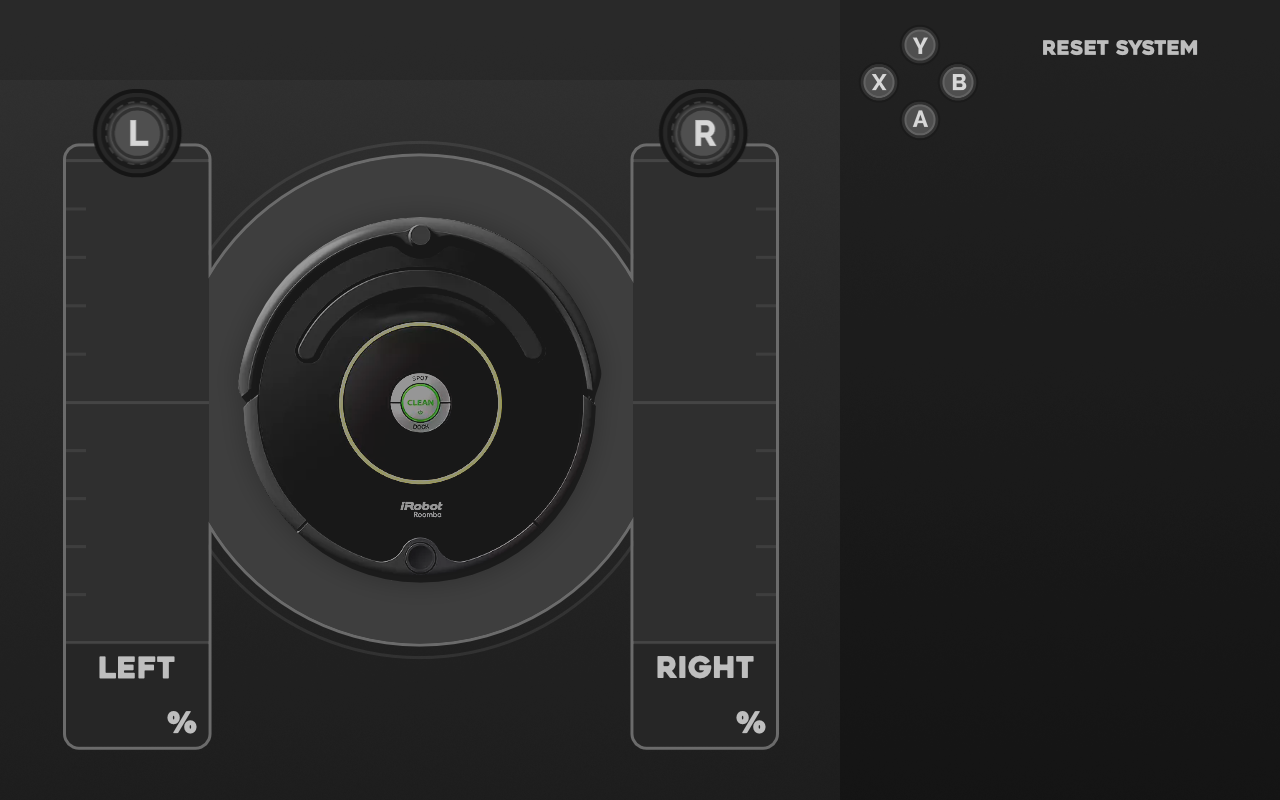 Y
RESET SYSTEM
X
B
A
L
R
SPOT
CLEAN
DOCK
iRobot
Roomba
LEFT
RIGHT
%
%